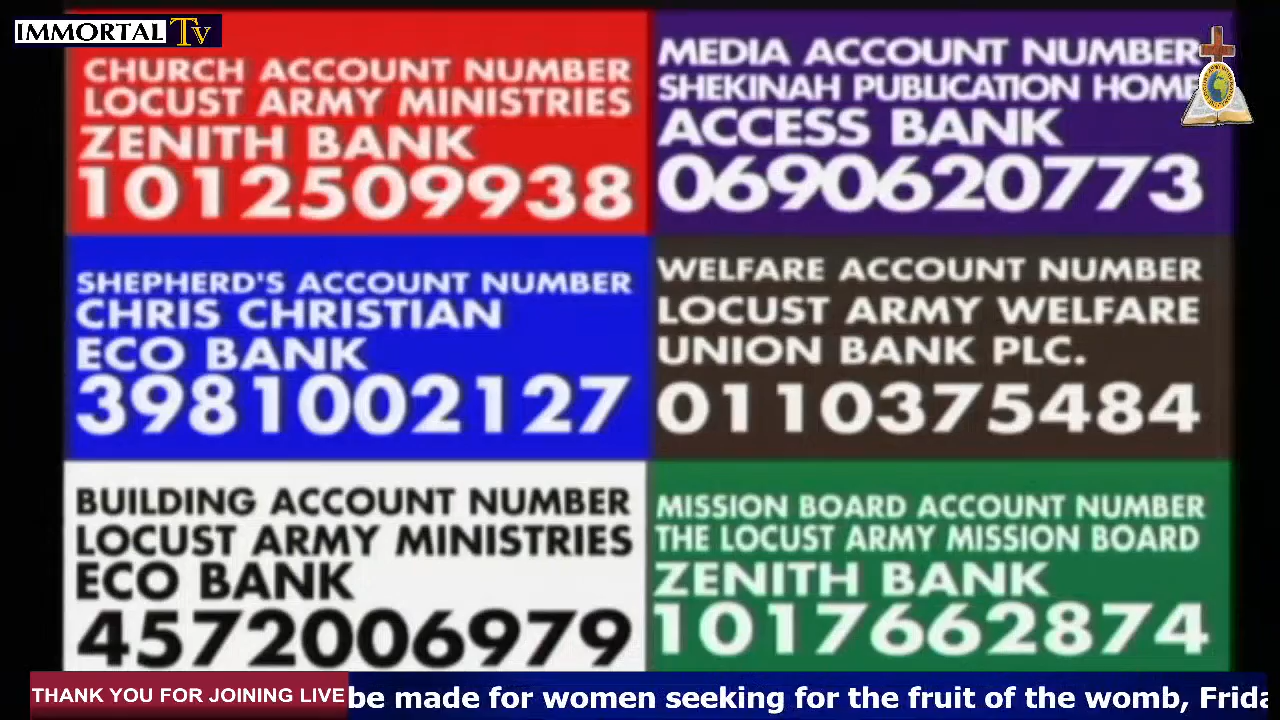 IMMORTAL Tv
CHURCH ACCOUNT NUMBER
LOCUST ARMY MINISTRIES
ZENITH BANK
1012509938
MEDIA ACCOUNT NUMBER
SHEKINAH PUBLICATION HOME
ACCESS BANK
0690620773
SHEPHERD'S ACCOUNT NUMBER
CHRIS CHRISTIAN
ECO BANK
3981002127
WELFARE ACCOUNT NUMBER
LOCUST ARMY WELFARE
UNION BANK PLC.
0110375484
BUILDING ACCOUNT NUMBER
LOCUST ARMY MINISTRIES
ECO BANK
4572006979
MISSION BOARD ACCOUNT NUMBER
THE LOCUST ARMY MISSION BOARD
ZENITH BANK
1017662874
THANK YOU FOR JOINING LIVE
be made for women seeking for the fruit of the womb, Frida